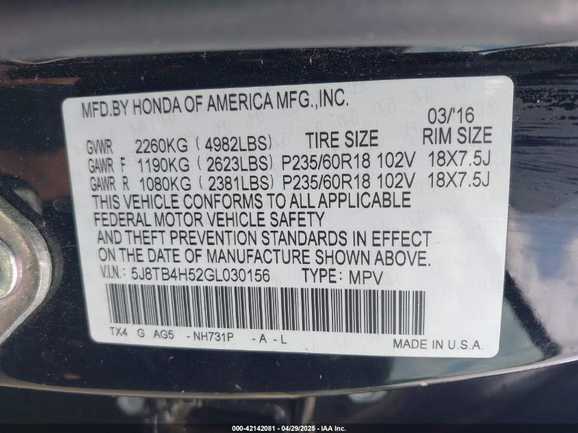 MFD. BY HONDA OF AMERICA MFG., INC.
03/'16
GVWR 2260KG ( 4982LBS) TIRE SIZE RIM SIZE
GAWR F 1190KG ( 2623LBS) P235/60R18 102V 18X7.5J
GAWR R 1080KG ( 2381LBS) P235/60R18 102V 18X7.5J
THIS VEHICLE CONFORMS TO ALL APPLICABLE
FEDERAL MOTOR VEHICLE SAFETY
AND THEFT PREVENTION STANDARDS IN EFFECT
ON THE DATE OF MANUFACTURE SHOWN ABOVE.
V.I.N.: 5J8TB4H52GL030156 TYPE: MPV
TX4 G AG5 - NH731P - A - L
MADE IN U.S.A.
000-42142081 - 04/29/2025 - IAA Inc.